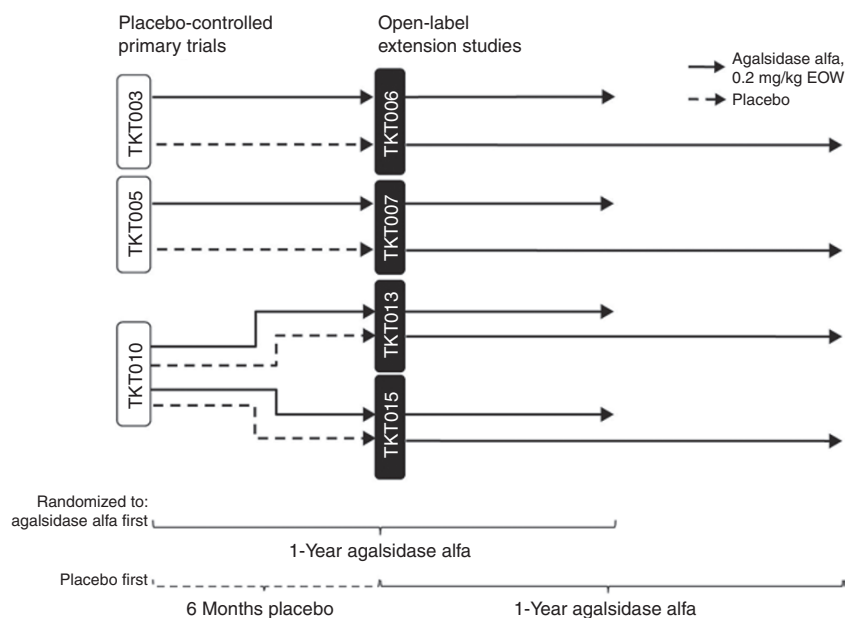 Placebo-controlled
primary trials
Open-label
extension studies
Agalsidase alfa,
0.2 mg/kg EOW
Placebo
TKT003
TKT006
TKT005
TKT007
TKT010
TKT013
TKT015
Randomized to:
agalsidase alfa first
1-Year agalsidase alfa
Placebo first
6 Months placebo
1-Year agalsidase alfa